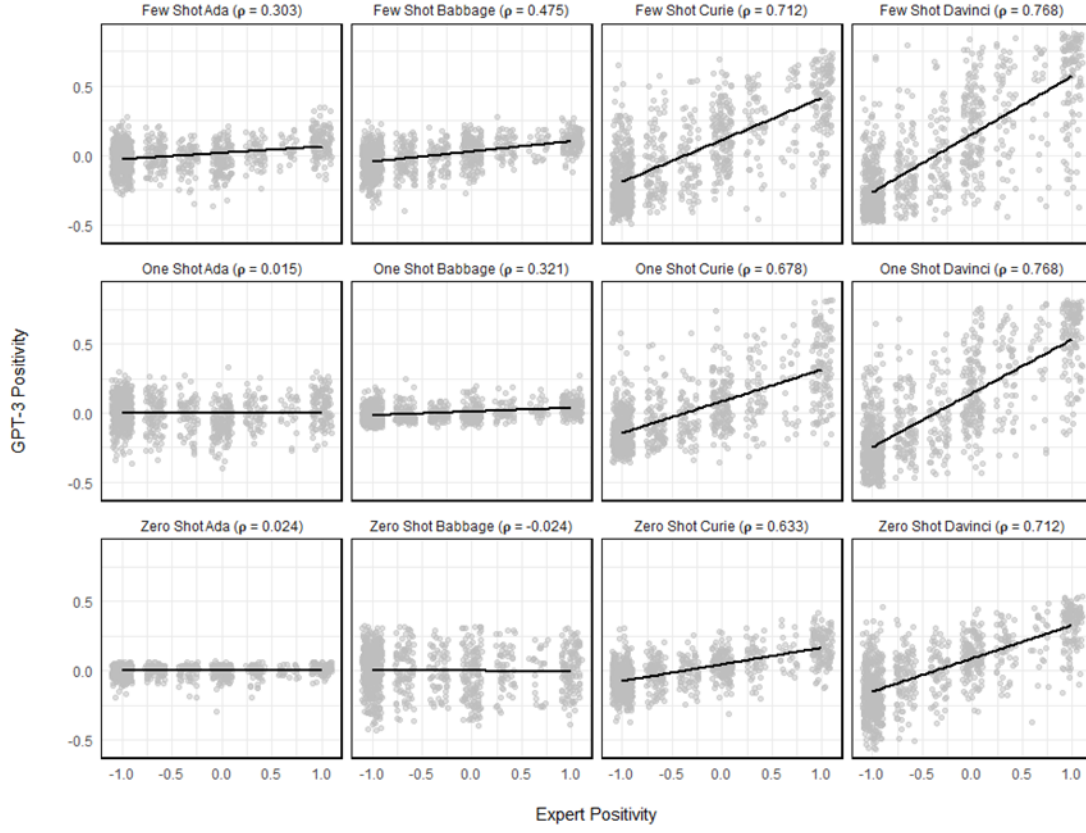 Few Shot Ada (ρ = 0.303) Few Shot Babbage (ρ = 0.475) Few Shot Curie (ρ = 0.712) Few Shot Davinci (ρ = 0.768)
0.5
0.0
-0.5
One Shot Ada (ρ = 0.015) One Shot Babbage (ρ = 0.321) One Shot Curie (ρ = 0.678) One Shot Davinci (ρ = 0.768)
GPT-3 Positivity
0.5
0.0
-0.5
Zero Shot Ada (ρ = 0.024) Zero Shot Babbage (ρ = -0.024) Zero Shot Curie (ρ = 0.633) Zero Shot Davinci (ρ = 0.712)
0.5
0.0
-0.5
-1.0 -0.5 0.0 0.5 1.0 -1.0 -0.5 0.0 0.5 1.0 -1.0 -0.5 0.0 0.5 1.0 -1.0 -0.5 0.0 0.5 1.0
Expert Positivity